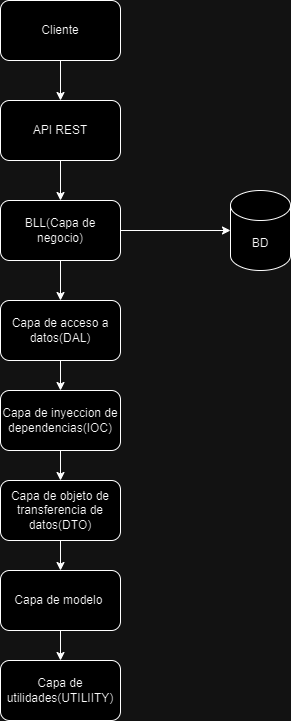 Cliente
API REST
BLL(Capa de
negocio)
BD
Capa de acceso a
datos(DAL)
Capa de inyeccion de
dependencias(IOC)
Capa de objeto de
transferencia de
datos(DTO)
Capa de modelo
Capa de
utilidades(UTILIITY)